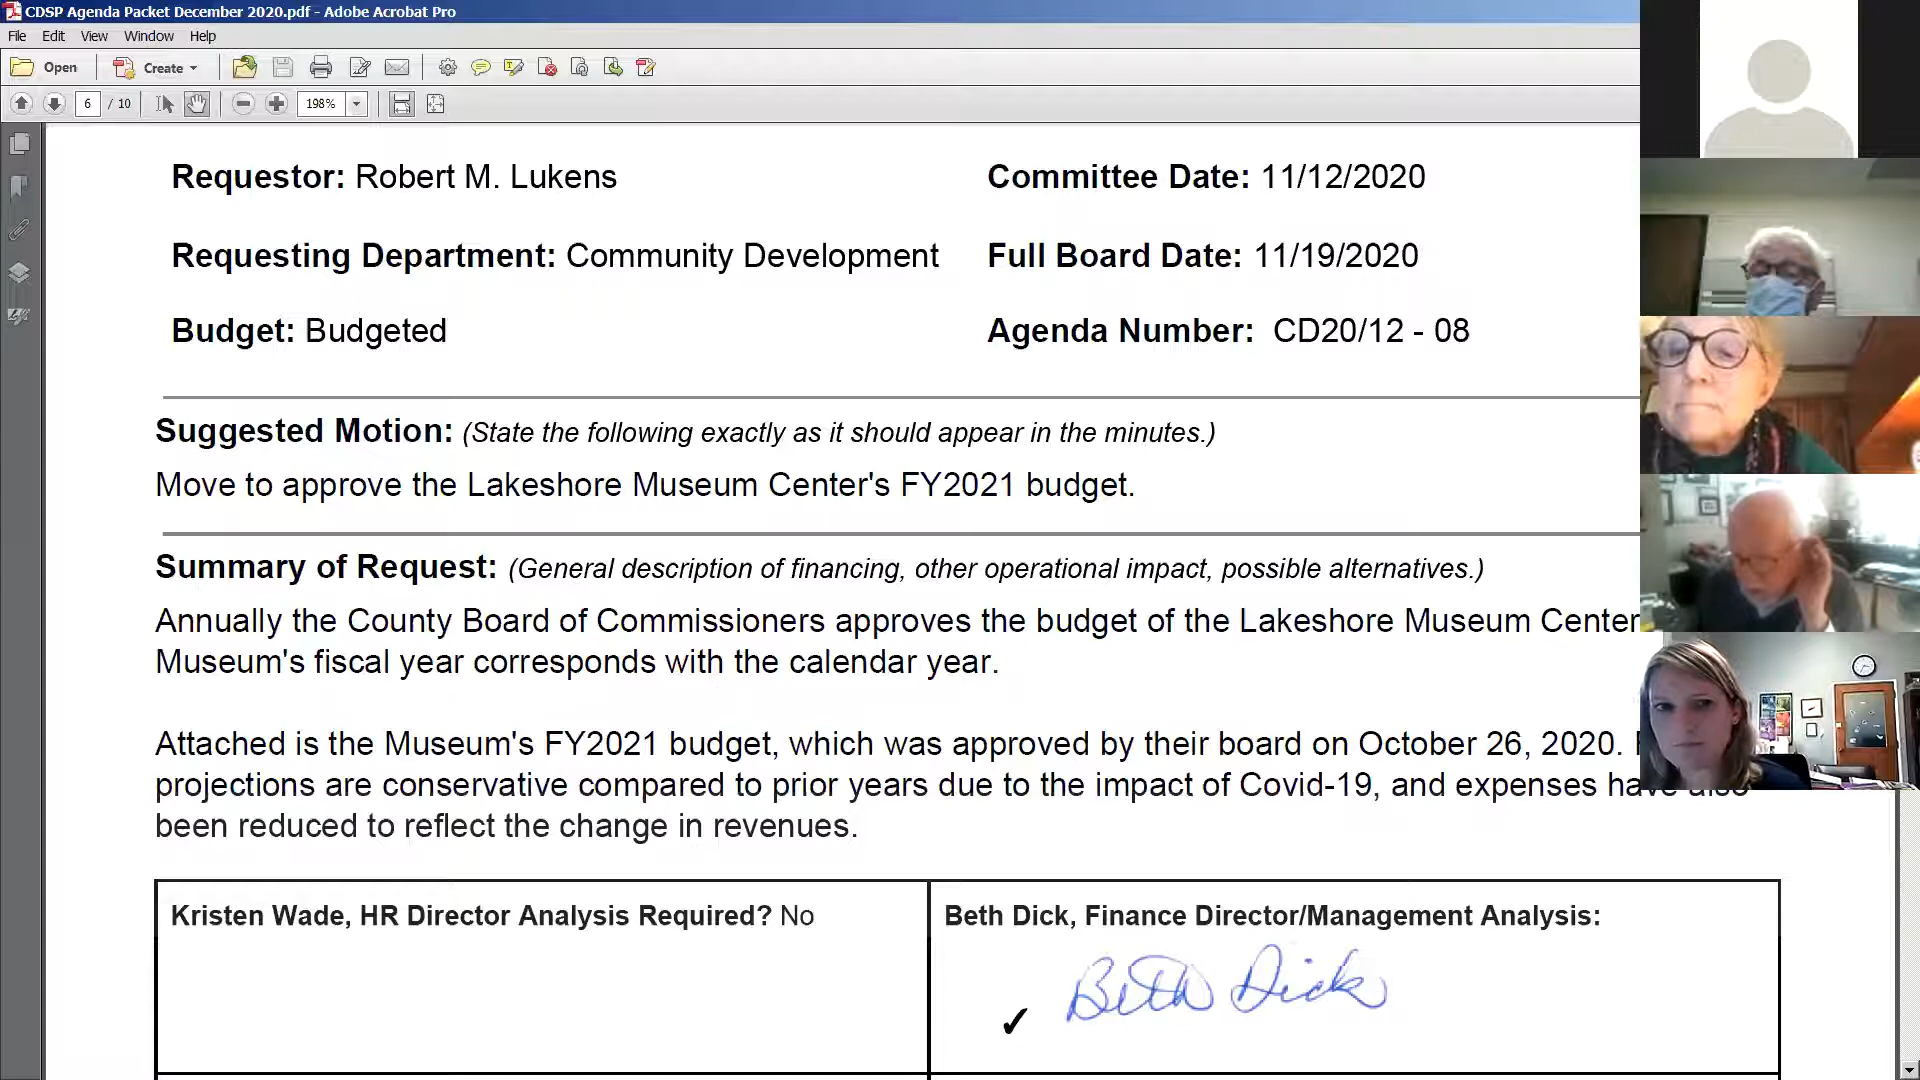 CDSP Agenda Packet December 2020.pdf - Adobe Acrobat Pro
File Edit View Window Help
Open Create
6 / 10 198%
Requestor: Robert M. Lukens Committee Date: 11/12/2020
Requesting Department: Community Development Full Board Date: 11/19/2020
Budget: Budgeted Agenda Number: CD20/12 - 08
Suggested Motion: (State the following exactly as it should appear in the minutes.)
Move to approve the Lakeshore Museum Center's FY2021 budget.
Summary of Request: (General description of financing, other operational impact, possible alternatives.)
Annually the County Board of Commissioners approves the budget of the Lakeshore Museum Center
Museum's fiscal year corresponds with the calendar year.
Attached is the Museum's FY2021 budget, which was approved by their board on October 26, 2020.
projections are conservative compared to prior years due to the impact of Covid-19, and expenses have also
been reduced to reflect the change in revenues.
Kristen Wade, HR Director Analysis Required? No
Beth Dick, Finance Director/Management Analysis:
✓ Beth Dick